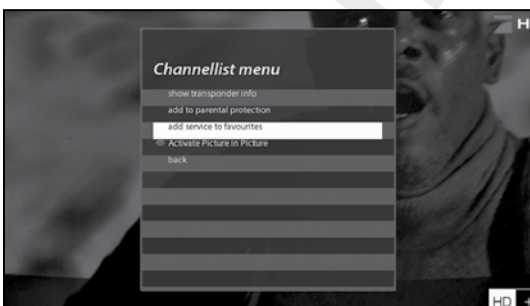 Channellist menu
show transponder info
add to parental protection
add service to favourites
Activate Picture in Picture
back
H
HD